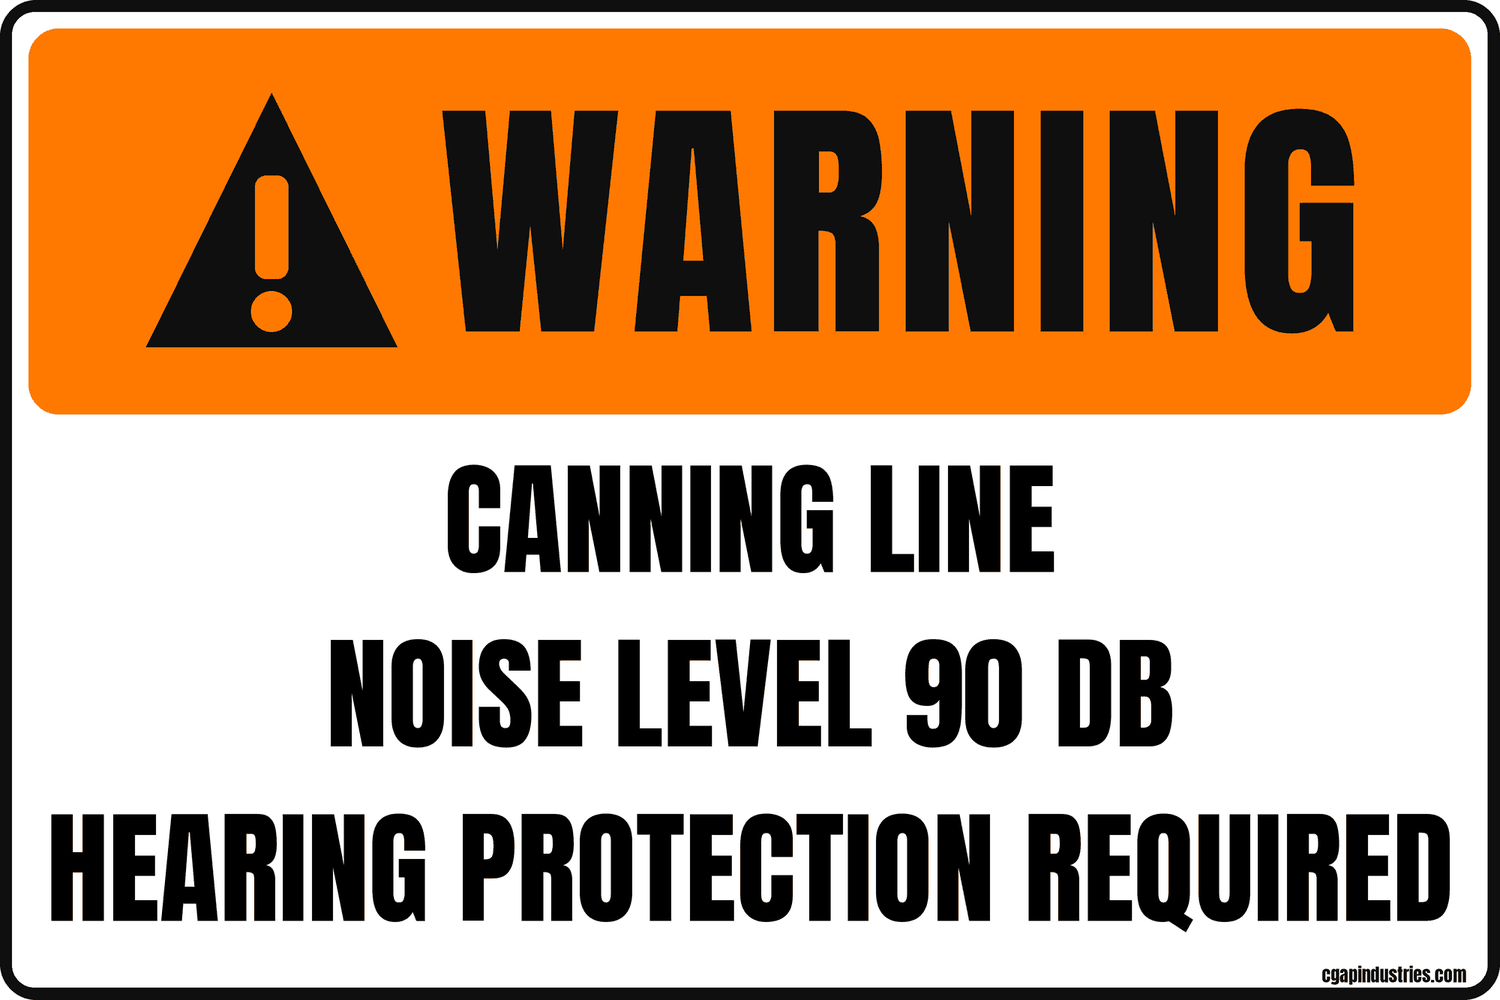 WARNING
CANNING LINE
NOISE LEVEL 90 DB
HEARING PROTECTION REQUIRED
cgapindustries.com